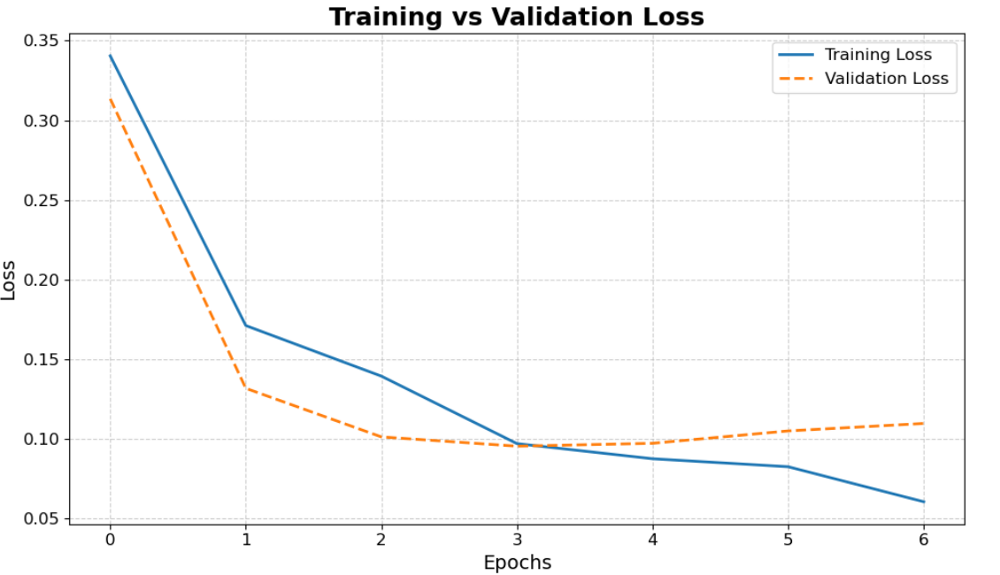 Training vs Validation Loss
Training Loss
Validation Loss
Loss
0.35
0.30
0.25
0.20
0.15
0.10
0.05
0 1 2 3 4 5 6
Epochs